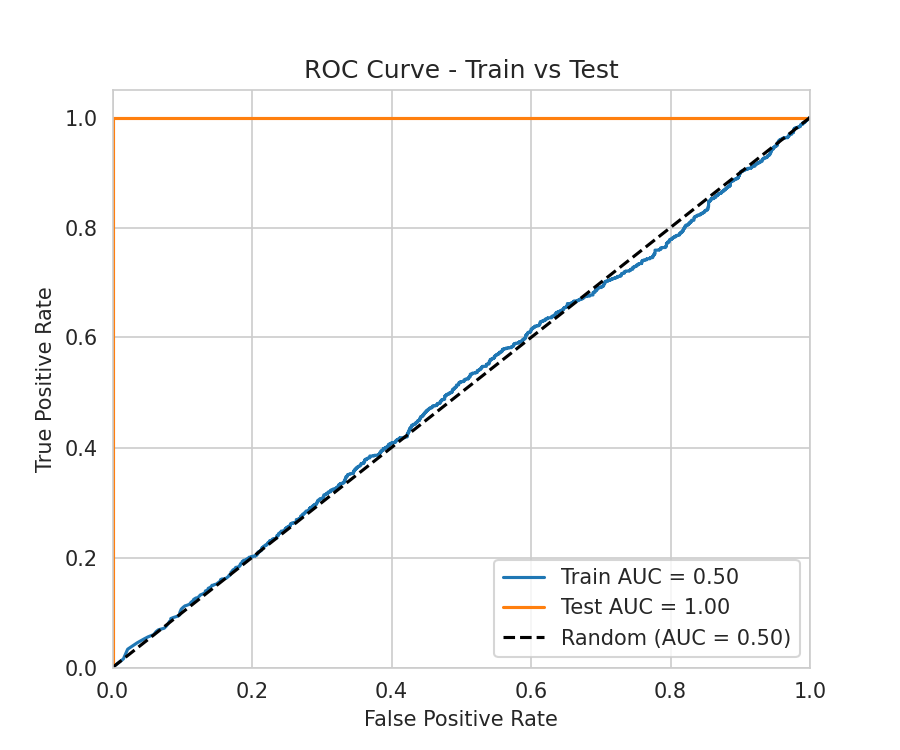 ROC Curve - Train vs Test
True Positive Rate
1.0
0.8
0.6
0.4
0.2
0.0
Train AUC = 0.50
Test AUC = 1.00
Random (AUC = 0.50)
0.0 0.2 0.4 0.6 0.8 1.0
False Positive Rate